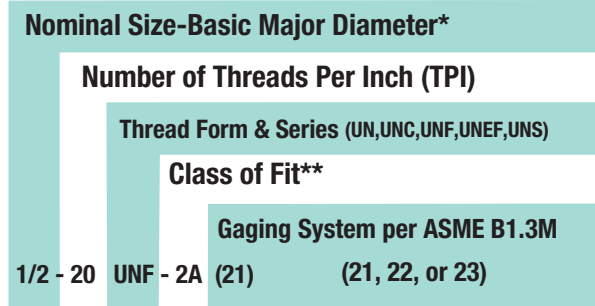 Nominal Size-Basic Major Diameter*
Number of Threads Per Inch (TPI)
Thread Form & Series (UN,UNC,UNF,UNEF,UNS)
Class of Fit**
Gaging System per ASME B1.3M
1/2 - 20 UNF - 2A (21) (21, 22, or 23)